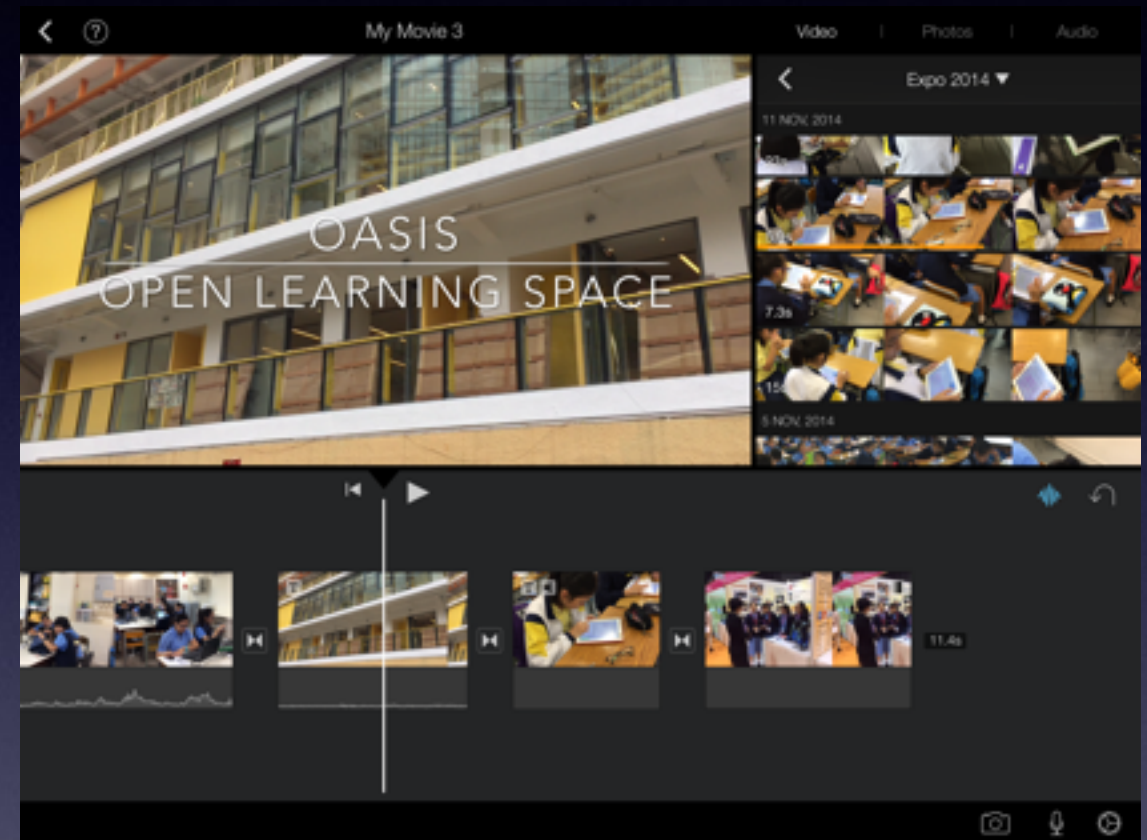 My Movie 3
Video
Photos
Audio
Expo 2014 ▼
11 NOV, 2014
OASIS
OPEN LEARNING SPACE
7.3s
5 NOV, 2014
11.4s